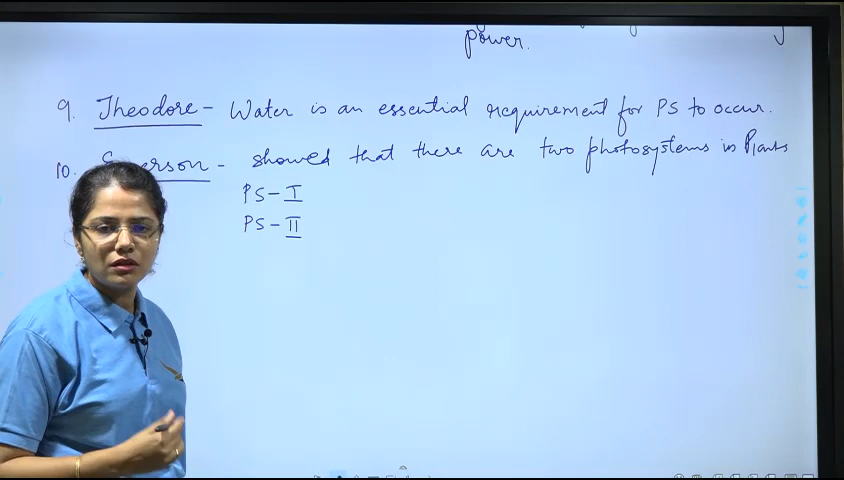 power.
9. Theodore - Water is an essential requirement for PS to occur.
10. - showed that there are two photosystems in Plants
PS - I
PS - II